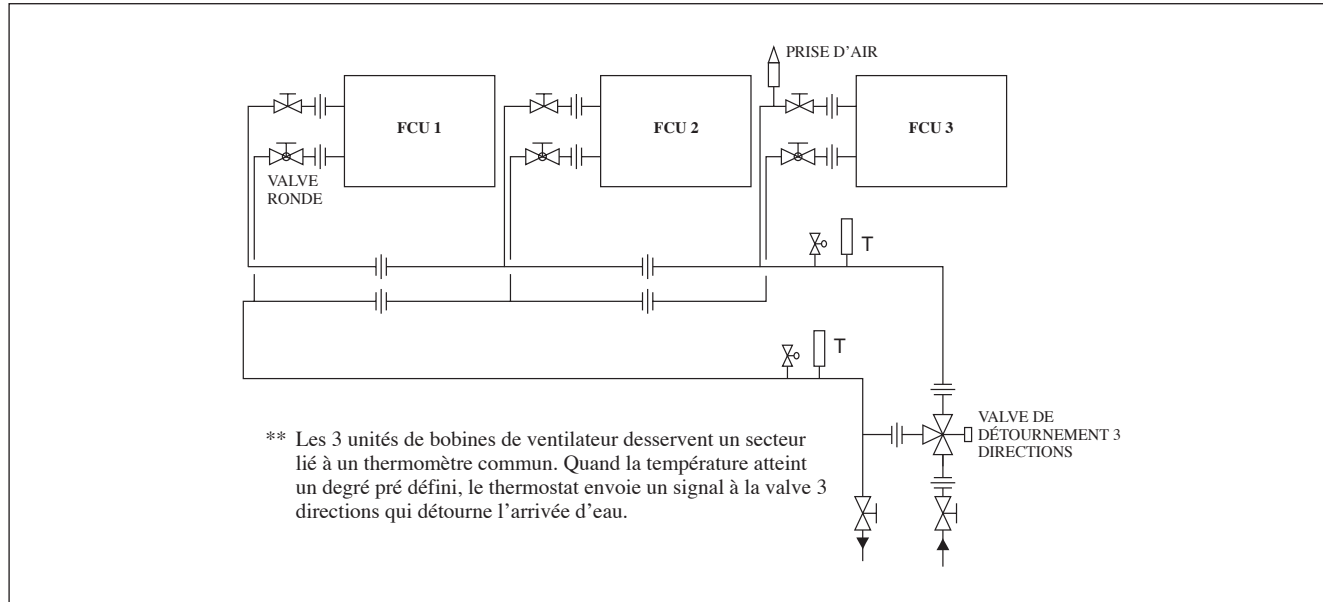 PRISE D’AIR
FCU 1
FCU 2
FCU 3
VALVE
RONDE
T
T
VALVE DE
DÉTOURNEMENT 3
DIRECTIONS
** Les 3 unités de bobines de ventilateur desservent un secteur
lié à un thermomètre commun. Quand la température atteint
un degré pré défini, le thermostat envoie un signal à la valve 3
directions qui détourne l’arrivée d’eau.